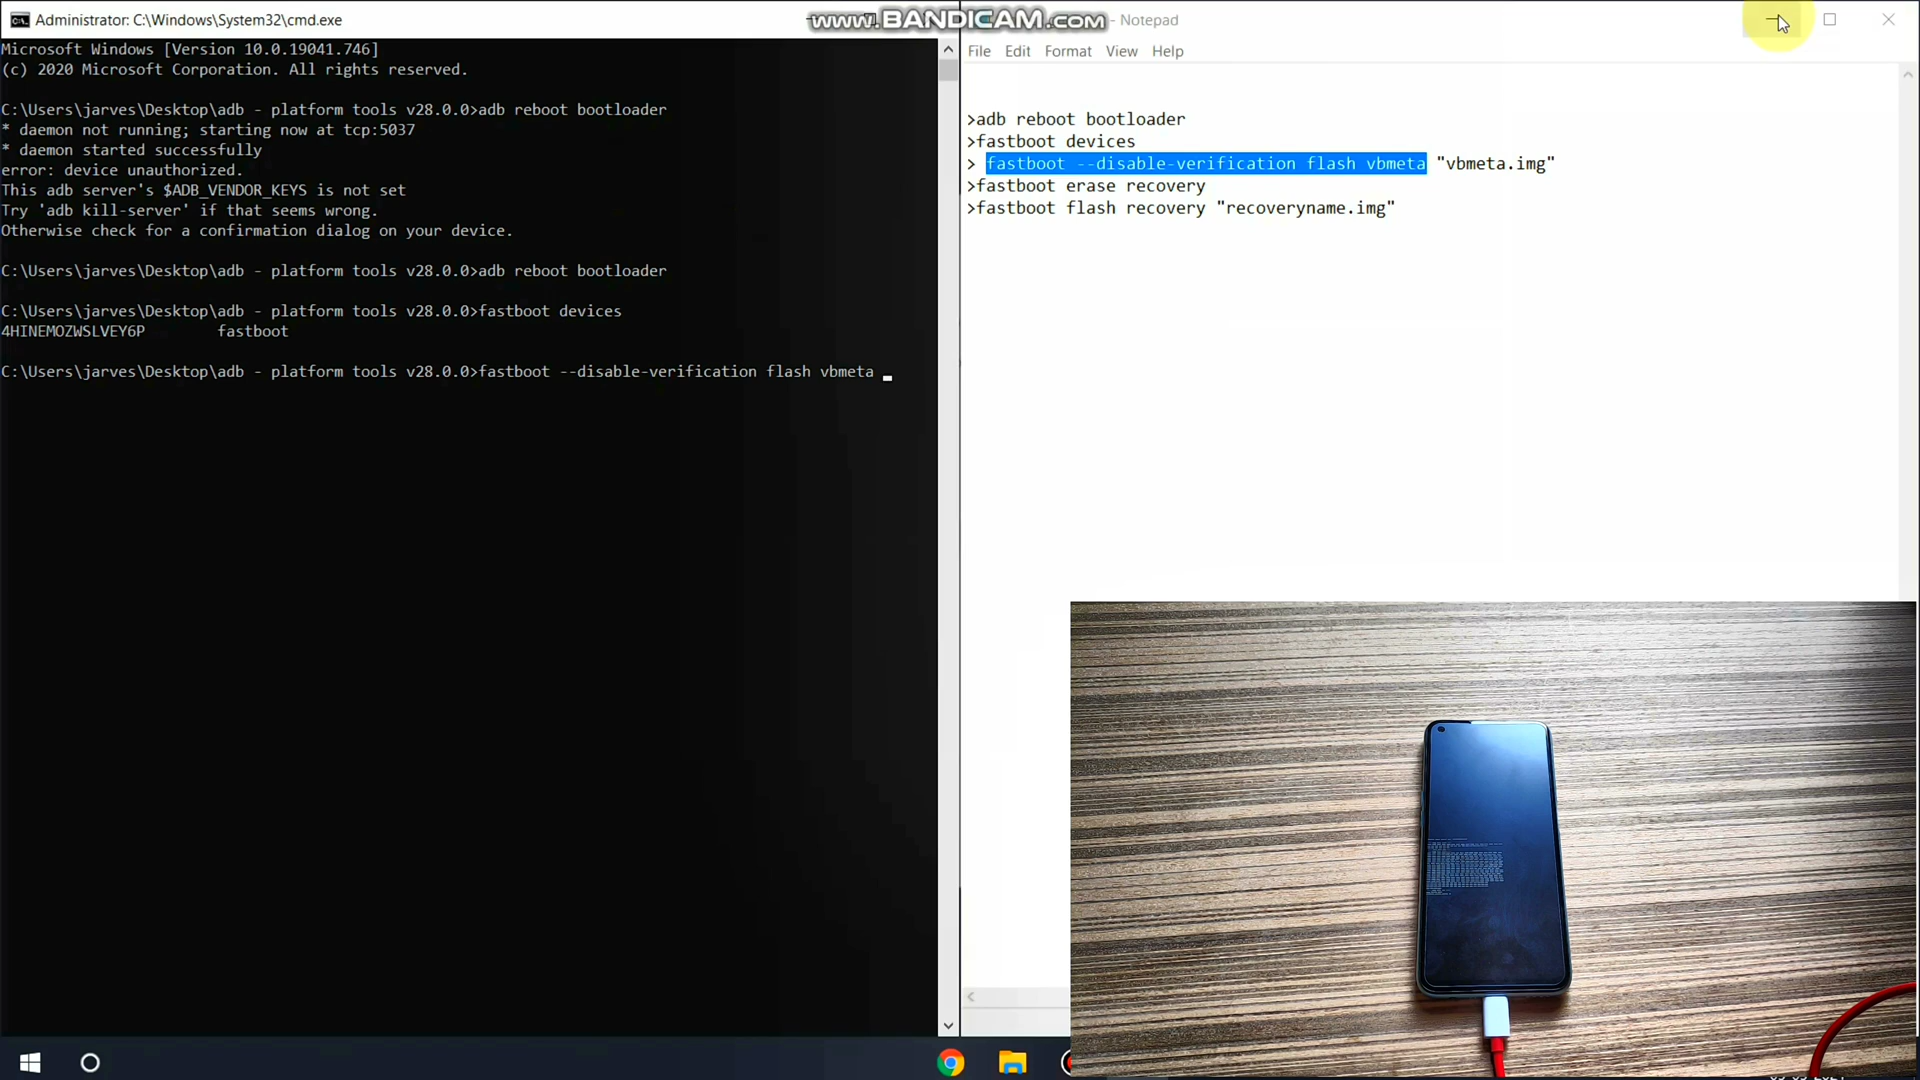 Administrator: C:\Windows\System32\cmd.exe
www.BANDICAM.com
- Notepad
Microsoft Windows [Version 10.0.19041.746]
(c) 2020 Microsoft Corporation. All rights reserved.
C:\Users\jarves\Desktop\adb - platform tools v28.0.0>adb reboot bootloader
* daemon not running; starting now at tcp:5037
* daemon started successfully
error: device unauthorized.
This adb server's $ADB_VENDOR_KEYS is not set
Try 'adb kill-server' if that seems wrong.
Otherwise check for a confirmation dialog on your device.
C:\Users\jarves\Desktop\adb - platform tools v28.0.0>adb reboot bootloader
C:\Users\jarves\Desktop\adb - platform tools v28.0.0>fastboot devices
4HINEMOZWSLVEY6P fastboot
C:\Users\jarves\Desktop\adb - platform tools v28.0.0>fastboot --disable-verification flash vbmeta
File Edit Format View Help
>adb reboot bootloader
>fastboot devices
> fastboot --disable-verification flash vbmeta "vbmeta.img"
>fastboot erase recovery
>fastboot flash recovery "recoveryname.img"